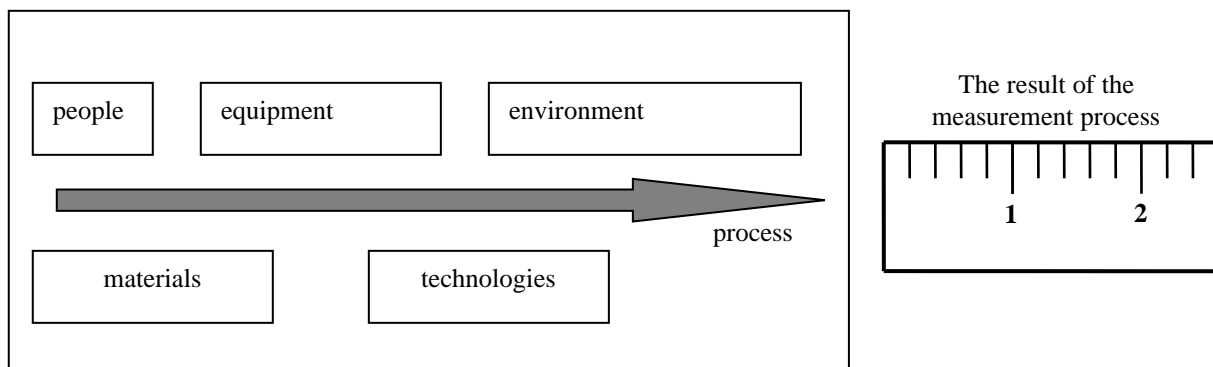 people
equipment
environment
The result of the
measurement process
process
1
2
materials
technologies